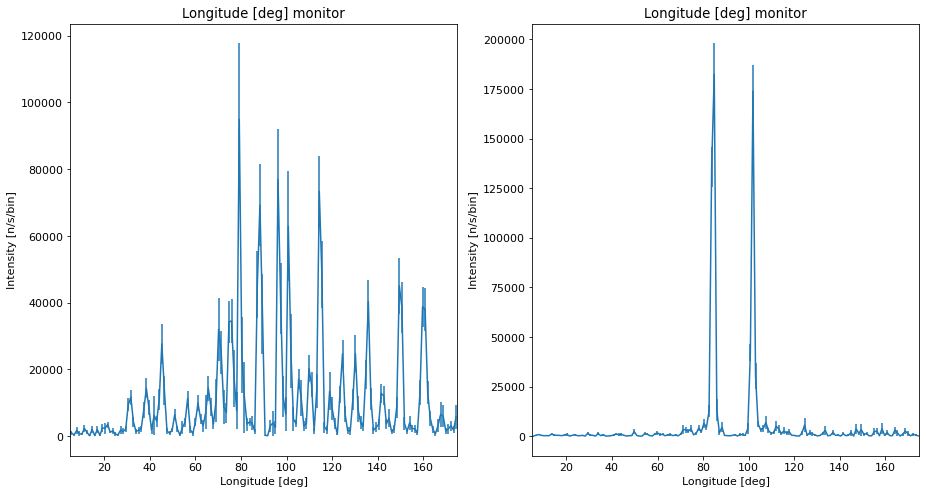 Longitude [deg] monitor
120000
100000
80000
60000
40000
20000
0
Intensity [n/s/bin]
20 40 60 80 100 120 140 160
Longitude [deg]
Longitude [deg] monitor
200000
175000
150000
125000
100000
75000
50000
25000
0
Intensity [n/s/bin]
20 40 60 80 100 120 140 160
Longitude [deg]